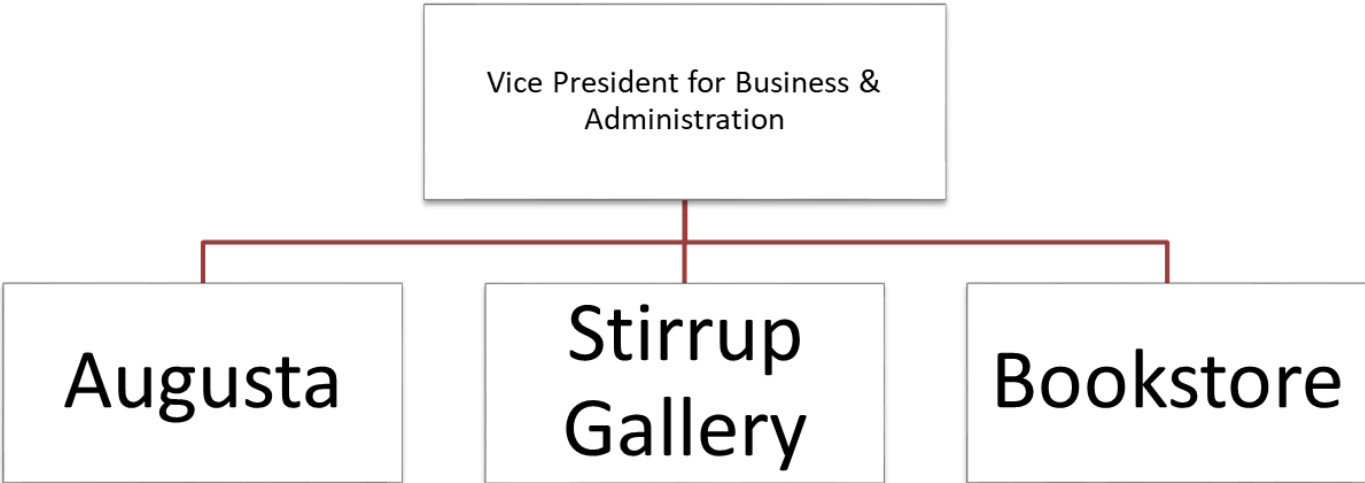 Vice President for Business &
Administration
Augusta
Stirrup
Gallery
Bookstore